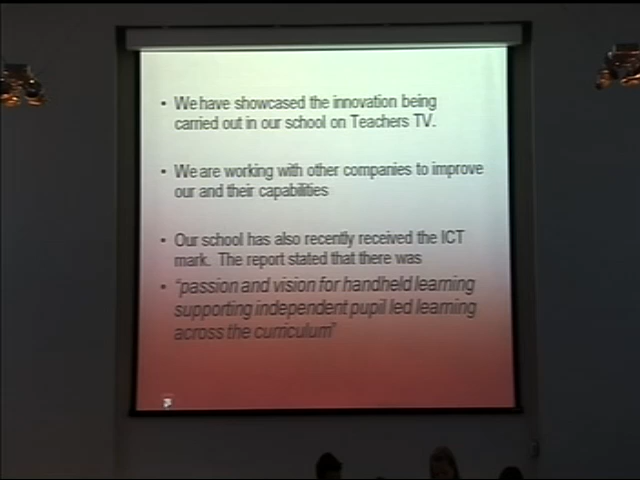 • We have showcased the innovation being
carried out in our school on Teachers TV.
• We are working with other companies to improve
our and their capabilities
• Our school has also recently received the ICT
mark. The report stated that there was
• "passion and vision for handheld learning
supporting independent pupil led learning
across the curriculum"